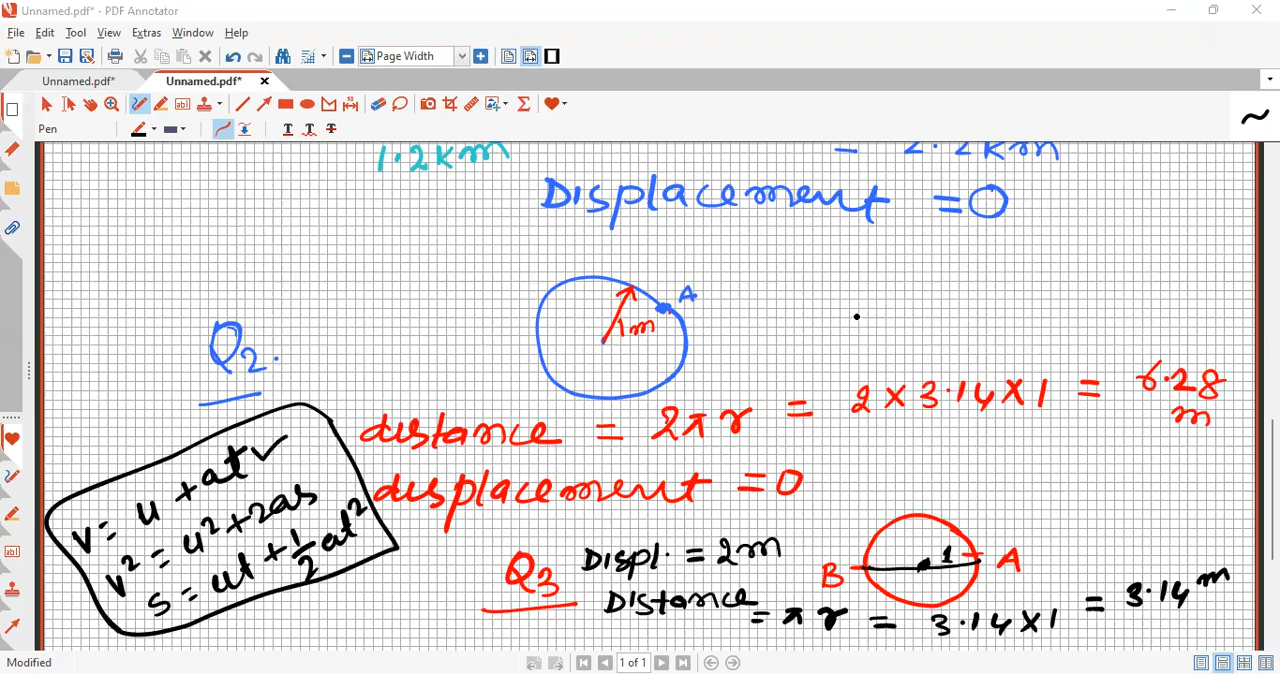 Unnamed.pdf* - PDF Annotator
File Edit Tool View Extras Window Help
Page Width
Unnamed.pdf* Unnamed.pdf*
Pen
1.2km
= 2.2km
Displacement = 0
A
1m
Q2.
distance = 2πr = 2 × 3.14 × 1 = 6.28 m
displacement = 0
v = u + at ✓
v² = u² + 2as
s = ut + 1/2 at²
Q3
Displ. = 2m
B 1 A
Distance = πr = 3.14 × 1 = 3.14 m
Modified 1 of 1